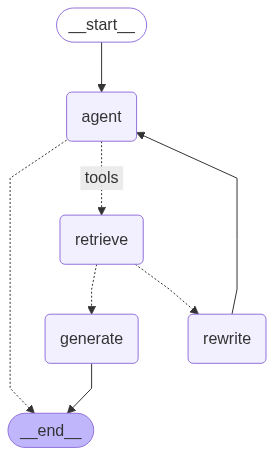 __start__
agent
tools
retrieve
generate
rewrite
__end__